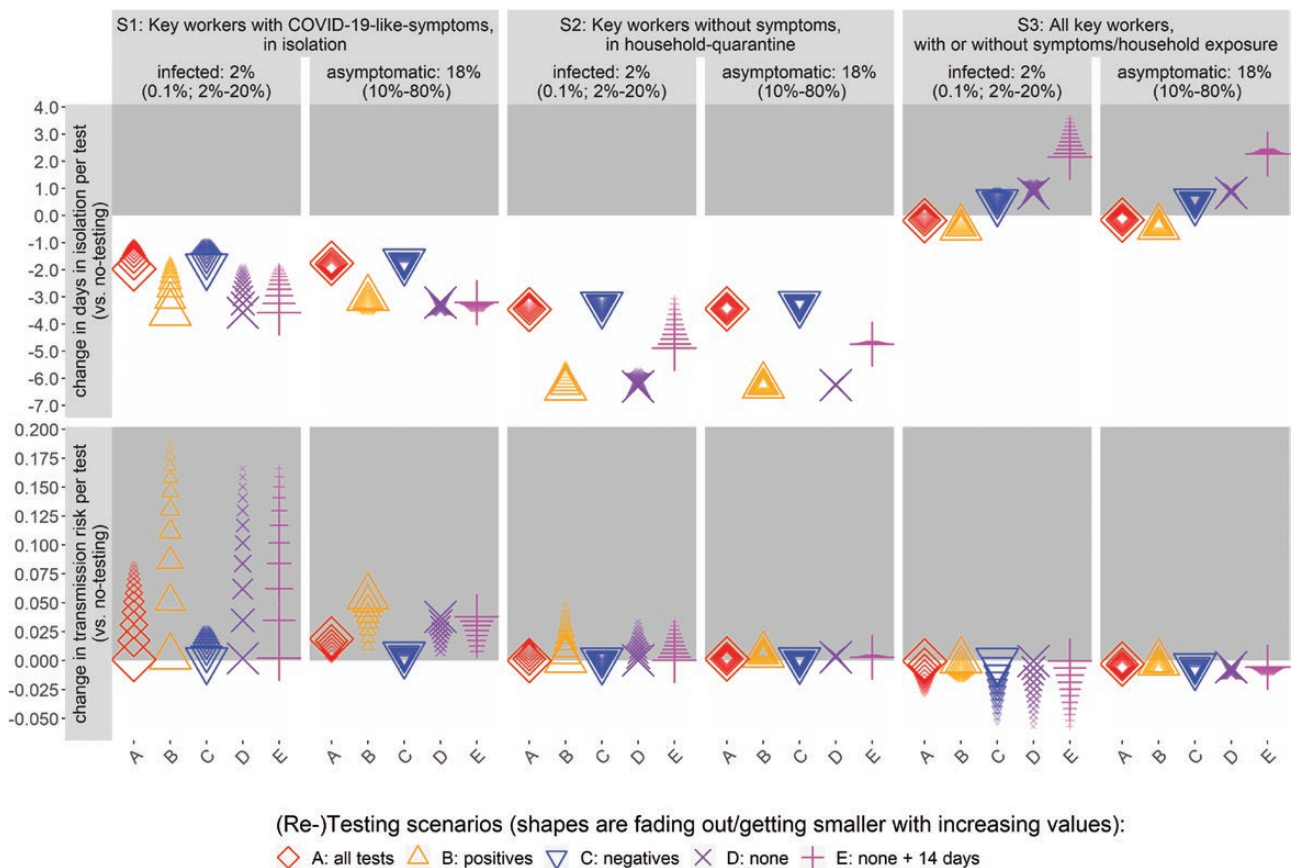 S1: Key workers with COVID-19-like-symptoms,
in isolation
S2: Key workers without symptoms,
in household-quarantine
S3: All key workers,
with or without symptoms/household exposure
infected: 2%
(0.1%; 2%-20%)
asymptomatic: 18%
(10%-80%)
infected: 2%
(0.1%; 2%-20%)
asymptomatic: 18%
(10%-80%)
infected: 2%
(0.1%; 2%-20%)
asymptomatic: 18%
(10%-80%)
change in days in isolation per test
(vs. no-testing)
4.0
3.0
2.0
1.0
0.0
-1.0
-2.0
-3.0
-4.0
-5.0
-6.0
-7.0
change in transmission risk per test
(vs. no-testing)
0.200
0.175
0.150
0.125
0.100
0.075
0.050
0.025
0.000
-0.025
-0.050
A B C D E A B C D E A B C D E A B C D E A B C D E A B C D E
(Re-)Testing scenarios (shapes are fading out/getting smaller with increasing values):
A: all tests B: positives C: negatives D: none E: none + 14 days